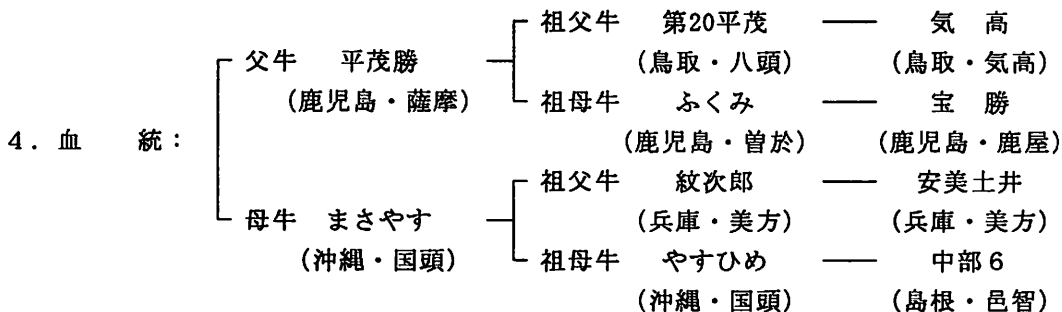 祖父牛 第20平茂 ── 気 高
父牛 平茂勝 (鳥取・八頭) (鳥取・気高)
(鹿児島・薩摩) 祖母牛 ふくみ ── 宝 勝
4.血 統: (鹿児島・曽於) (鹿児島・鹿屋)
祖父牛 紋次郎 ── 安美土井
母牛 まさやす (兵庫・美方) (兵庫・美方)
(沖縄・国頭) 祖母牛 やすひめ ── 中部6
(沖縄・国頭) (島根・邑智)